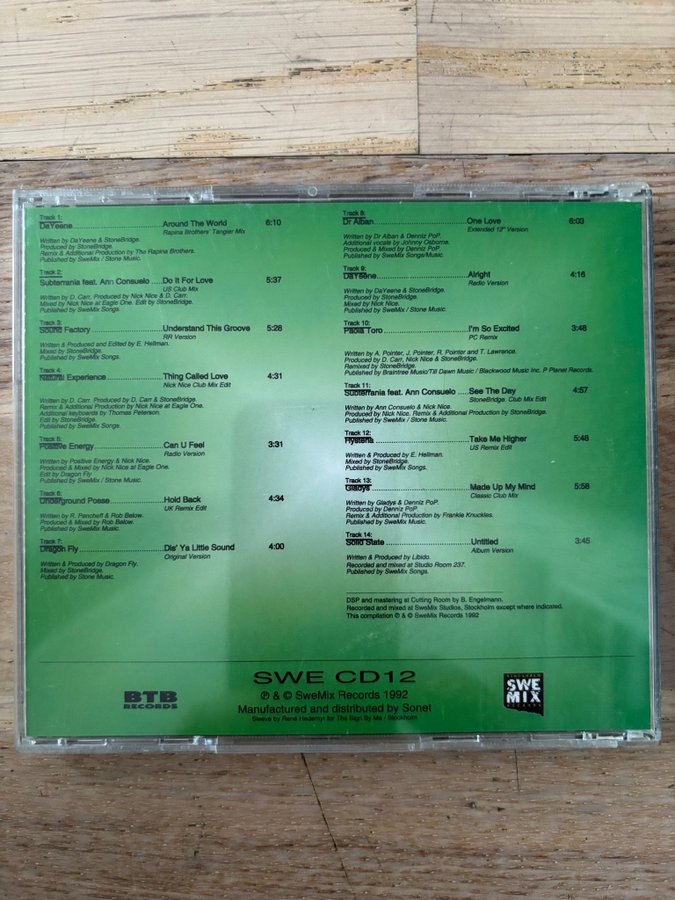 Track 1:
DaYeene.....................Around The World 6:10
Rapina Brothers' Tangier Mix
Written by DaYeene & StoneBridge.
Produced by StoneBridge.
Remix & Additional Production by The Rapina Brothers.
Published by SweMix / Stone Music.
Track 2:
Subterrania feat. Ann Consuelo ....Do It For Love 5:37
US Club Mix
Written by D. Carr, Produced by Nick Nice & D. Carr.
Mixed by Nick Nice at Eagle One. Edit by StoneBridge.
Published by SweMix Songs.
Track 3:
Sound Factory.....................Understand This Groove 5:28
RR Version
Written & Produced and Edited by E. Hellman.
Mixed by StoneBridge.
Published by SweMix Songs.
Track 4:
Natural Experience.....................Thing Called Love 4:31
Nick Nice Club Mix Edit
Written by D. Carr, Produced by D. Carr & StoneBridge.
Remix & Additional Production by Nick Nice at Eagle One.
Additional keyboards by Thomas Peterson.
Edit by StoneBridge.
Published by SweMix / Stone Music.
Track 5:
Positive Energy.....................Can U Feel 3:31
Radio Version
Written by Positive Energy & Nick Nice.
Produced & Mixed by Nick Nice at Eagle One.
Edit by Dragon Fly
Published by SweMix / Stone Music.
Track 6:
Underground Posse.....................Hold Back 4:34
UK Remix Edit
Written by R. Pancheff & Rob Below.
Produced & Mixed by Rob Below.
Published by SweMix Music.
Track 7:
Dragon Fly.....................Dis' Ya Little Sound 4:00
Original Version
Written & Produced by Dragon Fly.
Mixed by StoneBridge.
Published by Stone Music.
Track 8:
Dr Alban.....................One Love 6:03
Extended 12" Version
Written by Dr Alban & Denniz PoP.
Additional vocals by Johnny Osborne.
Produced & Mixed by Denniz PoP.
Published by SweMix Songs/Music.
Track 9:
DaYeene.....................Alright 4:16
Radio Version
Written by DaYeene & StoneBridge.
Produced by StoneBridge.
Mixed by Nick Nice.
Published by SweMix / Stone Music.
Track 10:
Paola Toro.....................I'm So Excited 3:48
PC Remix
Written by A. Pointer, J. Pointer, R. Pointer and T. Lawrence.
Produced by D. Carr, Nick Nice & StoneBridge.
Remixed by StoneBridge.
Published by Braintree Music/Till Dawn Music / Blackwood Music Inc. P Planet Records.
Track 11:
Subterrania feat. Ann Consuelo ....See The Day 4:57
StoneBridge. Club Mix Edit
Written by Ann Consuelo & Nick Nice.
Produced by Nick Nice. Remix & Additional Production by StoneBridge.
Published by SweMix / Stone Music.
Track 12:
Hysteria.....................Take Me Higher 5:48
US Remix Edit
Written & Produced by E. Hellman.
Mixed by StoneBridge.
Published by SweMix Songs.
Track 13:
Gladys.....................Made Up My Mind 5:58
Classic Club Mix
Written by Gladys & Denniz PoP.
Produced by Denniz PoP.
Remix & Additional Production by Frankie Knuckles.
Published by SweMix Music.
Track 14:
Solid State.....................Untitled 3:45
Album Version
Written & Produced by Libido.
Recorded and mixed at Studio Room 237.
Published by SweMix Songs.
DSP and mastering at Cutting Room by B. Engelmann.
Recorded and mixed at SweMix Studios, Stockholm except where indicated.
This compilation ℗ & © SweMix Records 1992
SWE CD12
℗ & © SweMix Records 1992
Manufactured and distributed by Sonet
Sleeve by René Hedemyr for The Sign By Me / Stockholm
BTB
RECORDS
STOCKHOLM
SWE
MIX
RECORDS